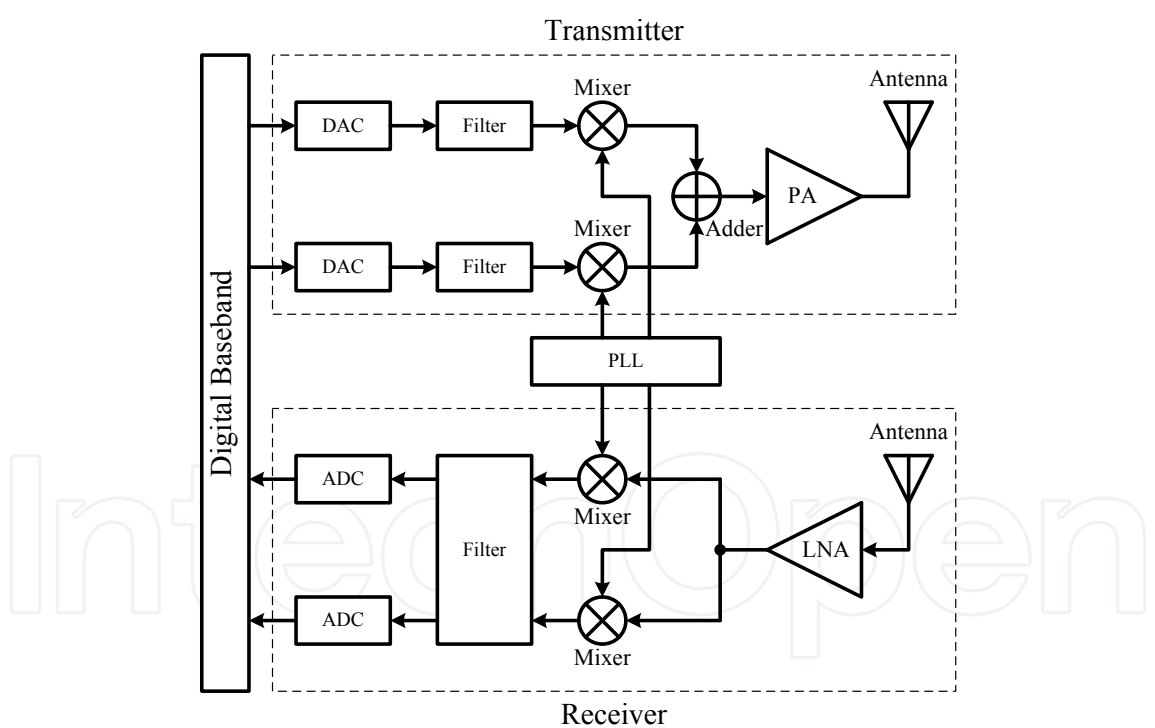 Transmitter
Antenna
Mixer
DAC
Filter
PA
Adder
Mixer
DAC
Filter
Digital Baseband
PLL
Antenna
ADC
Mixer
Filter
LNA
ADC
Mixer
Receiver
IntechOpen